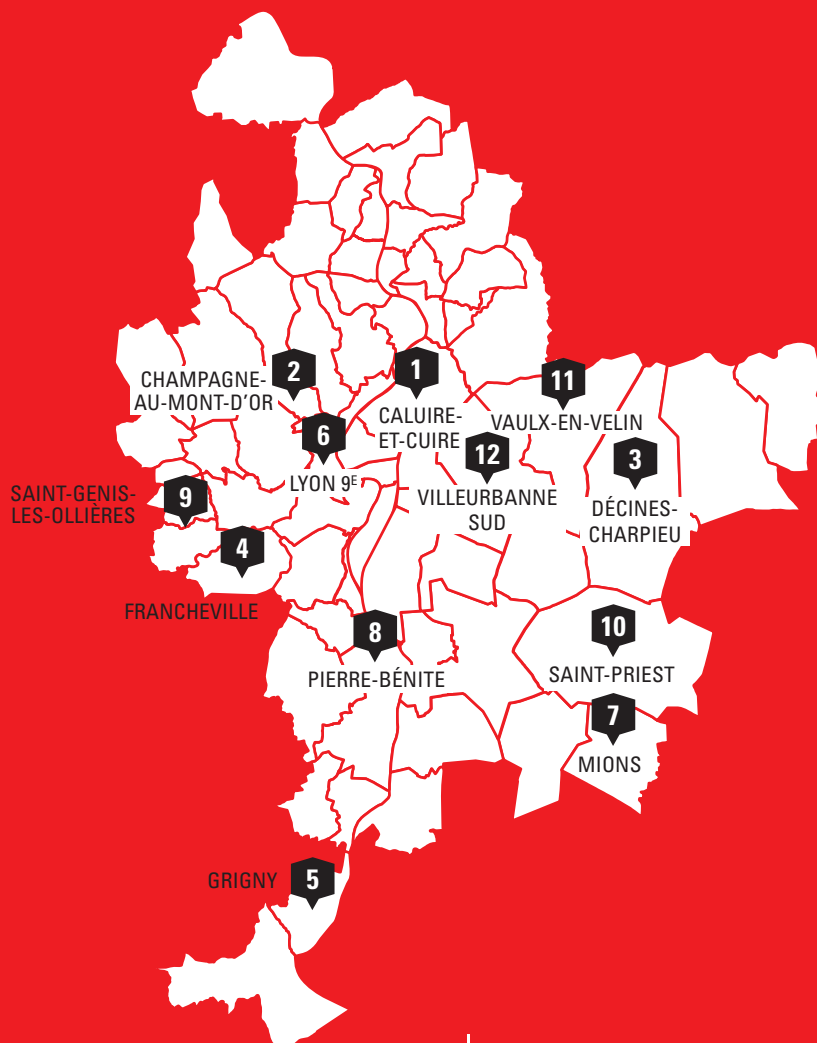 2
CHAMPAGNE-
AU-MONT-D'OR
1
CALUIRE-
ET-CUIRE
11
VAULX-EN-VELIN
6
LYON 9E
12
VILLEURBANNE
SUD
3
DÉCINES-
CHARPIEU
9
SAINT-GENIS-
LES-OLLIÈRES
4
FRANCHEVILLE
8
PIERRE-BÉNITE
10
SAINT-PRIEST
7
MIONS
5
GRIGNY